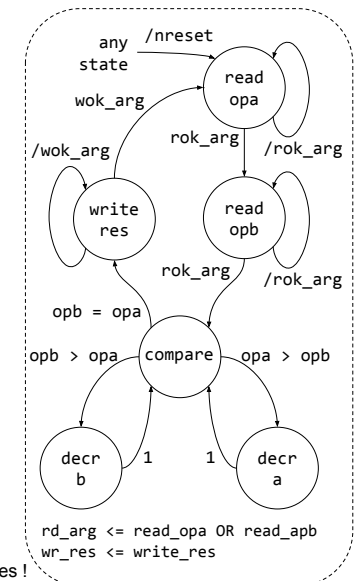 any /nreset
state
read
opa
wok_arg
rok_arg
/rok_arg
/wok_arg
write
res
read
opb
rok_arg
/rok_arg
opb = opa
opb > opa
compare
opa > opb
decr
b
1
1
decr
a
rd_arg <= read_opa OR read_apb
wr_res <= write_res
es !